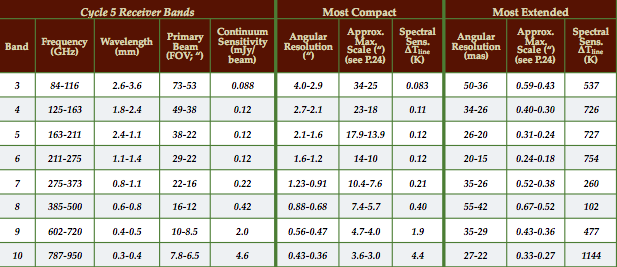 Cycle 5 Receiver Bands Most Compact Most Extended
Band Frequency (GHz) Wavelength (mm) Primary Beam (FOV; ") Continuum Sensitivity (mJy/beam) Angular Resolution (") Approx. Max. Scale (") (see P.24) Spectral Sens. ΔTline (K) Angular Resolution (mas) Approx. Max. Scale (") (see P.24) Spectral Sens. ΔTline (K)
3 84-116 2.6-3.6 73-53 0.088 4.0-2.9 34-25 0.083 50-36 0.59-0.43 537
4 125-163 1.8-2.4 49-38 0.12 2.7-2.1 23-18 0.11 34-26 0.40-0.30 726
5 163-211 2.4-1.1 38-22 0.12 2.1-1.6 17.9-13.9 0.12 26-20 0.31-0.24 727
6 211-275 1.1-1.4 29-22 0.12 1.6-1.2 14-10 0.12 20-15 0.24-0.18 754
7 275-373 0.8-1.1 22-16 0.22 1.23-0.91 10.4-7.6 0.21 35-26 0.52-0.38 260
8 385-500 0.6-0.8 16-12 0.42 0.88-0.68 7.4-5.7 0.40 55-42 0.67-0.52 102
9 602-720 0.4-0.5 10-8.5 2.0 0.56-0.47 4.7-4.0 1.9 35-29 0.43-0.36 477
10 787-950 0.3-0.4 7.8-6.5 4.6 0.43-0.36 3.6-3.0 4.4 27-22 0.33-0.27 1144